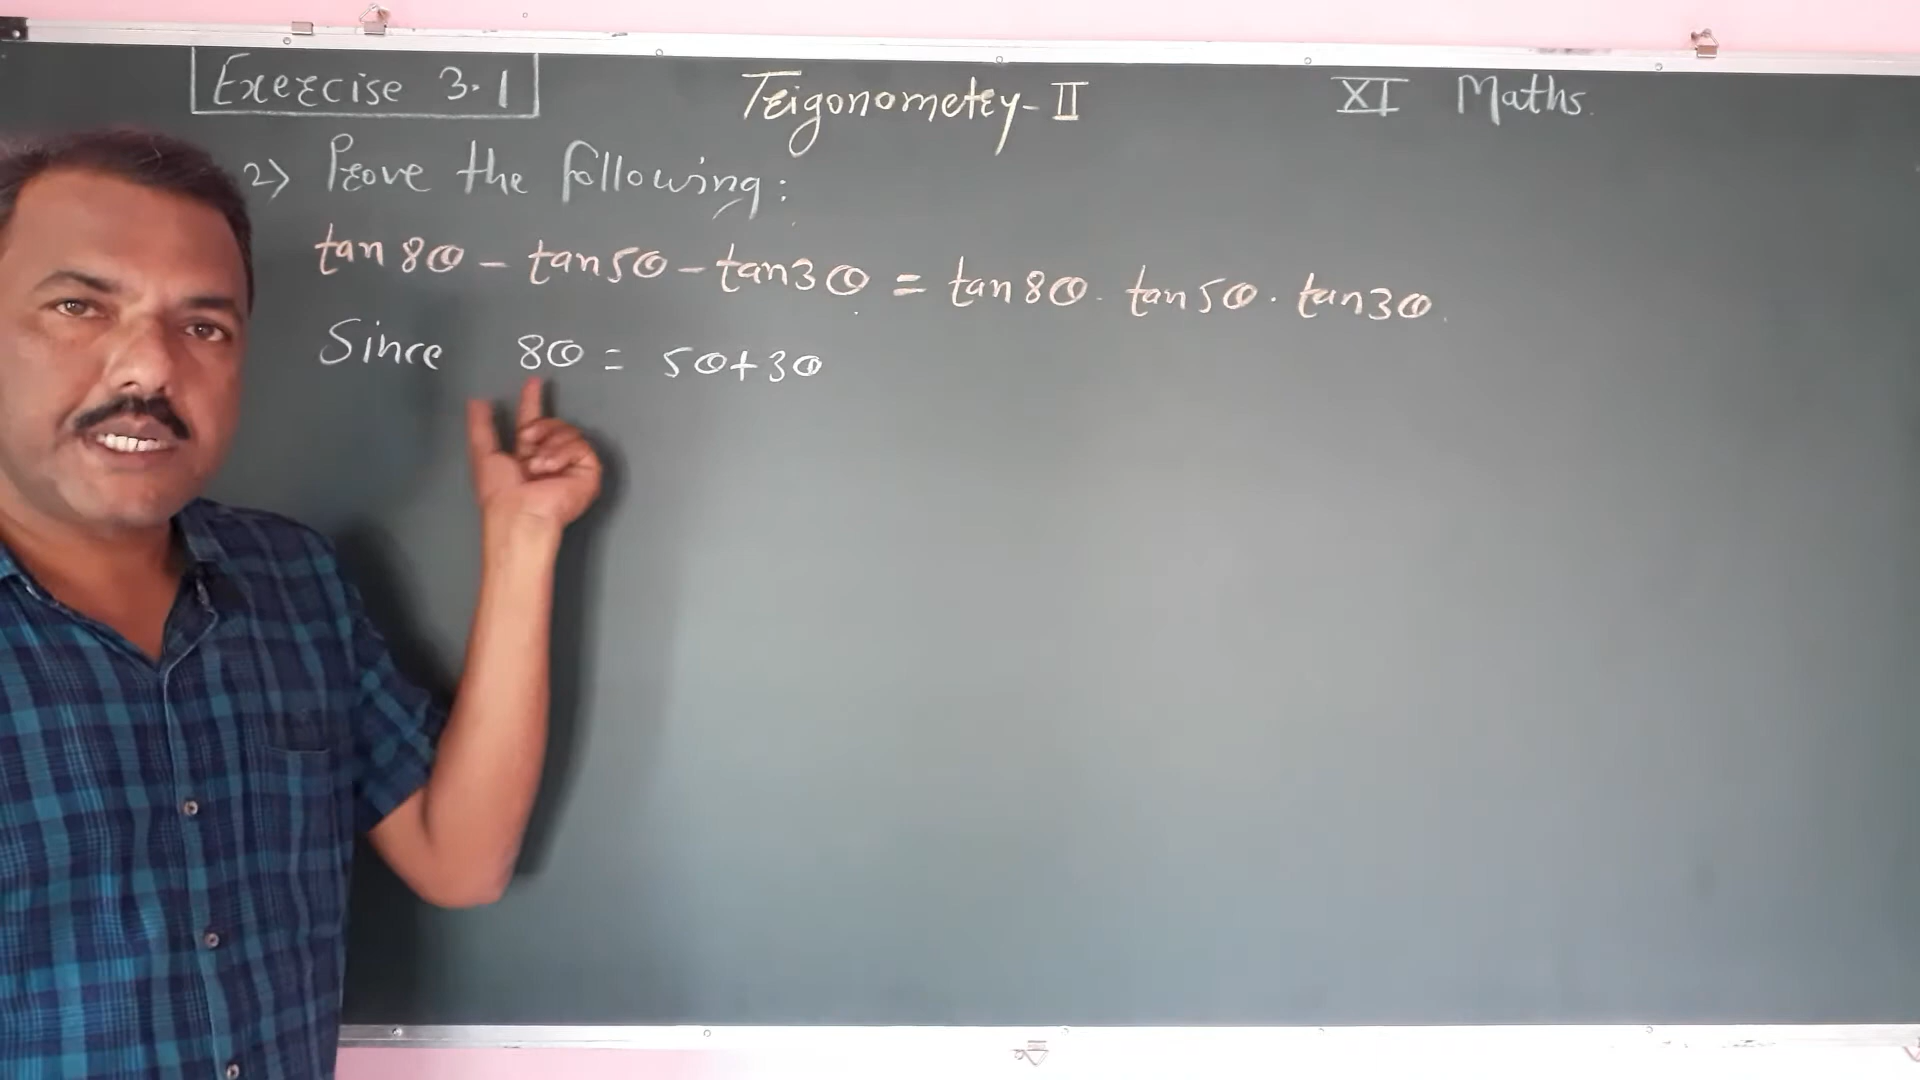 Exercise 3.1 Trigonometry-II XI Maths.
2) Prove the following:
tan 8θ - tan 5θ - tan 3θ = tan 8θ. tan 5θ. tan 3θ.
Since 8θ = 5θ+3θ